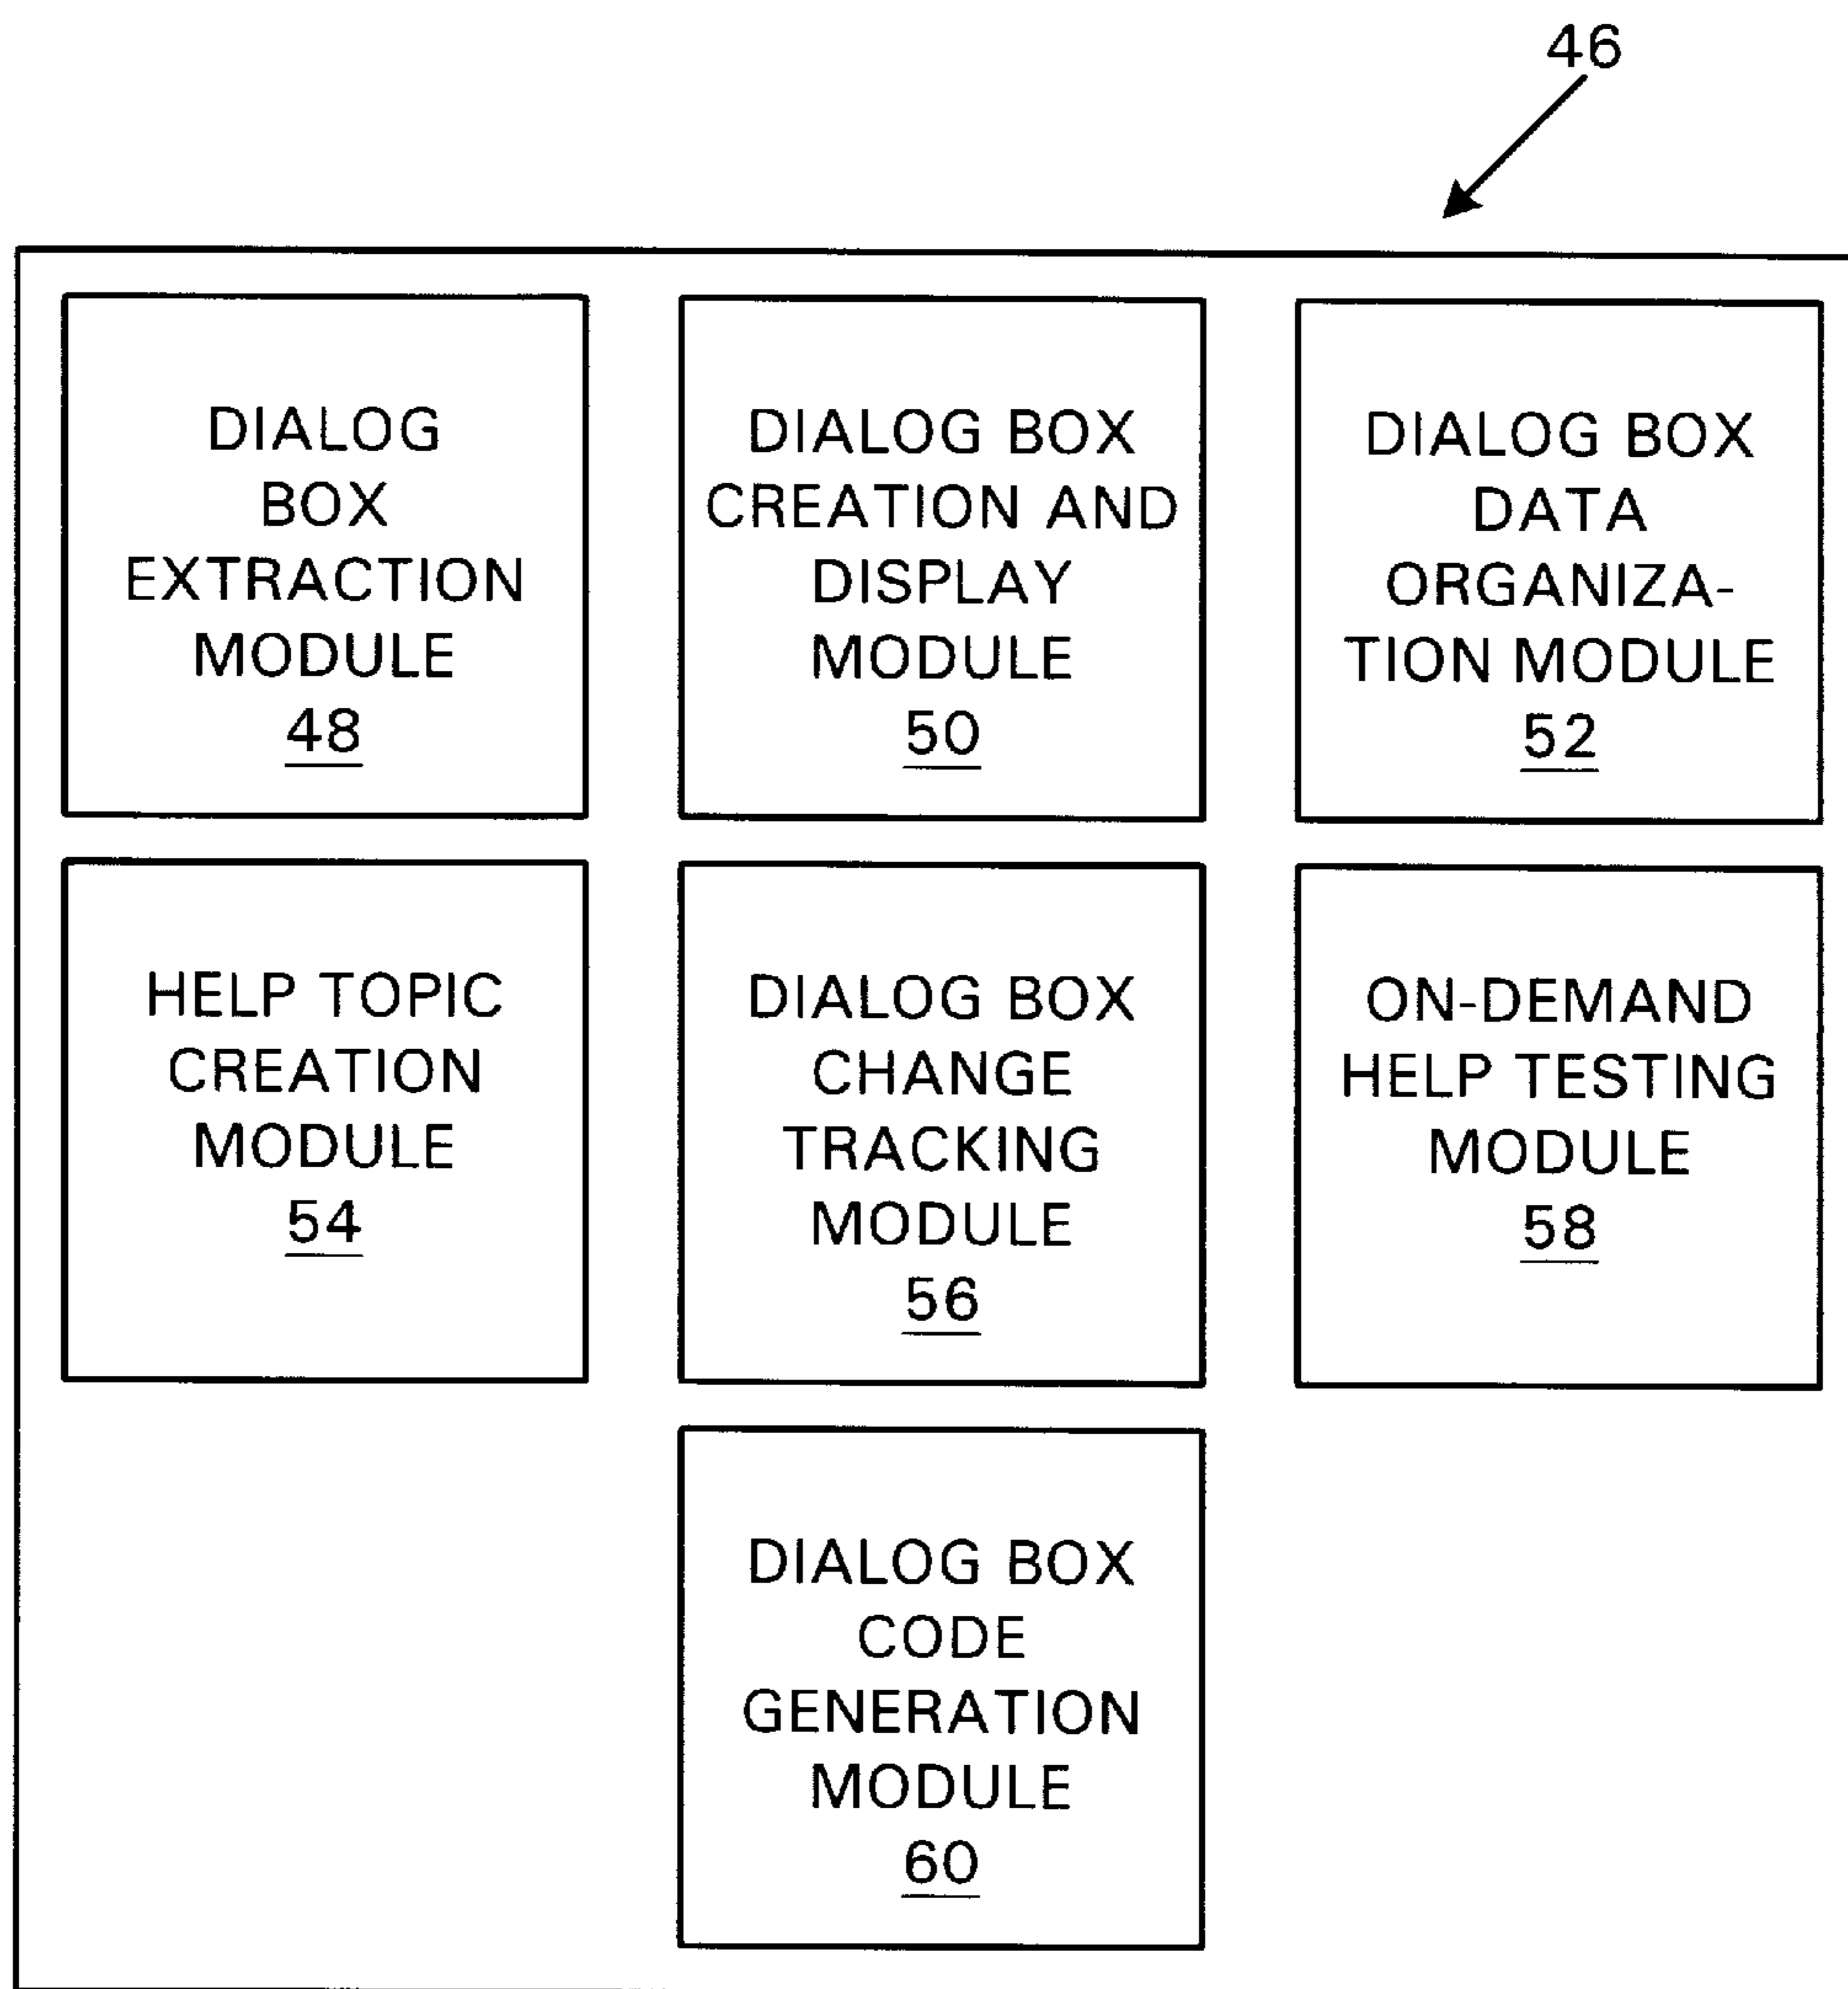 46
DIALOG
BOX
EXTRACTION
MODULE
48
DIALOG BOX
CREATION AND
DISPLAY
MODULE
50
DIALOG BOX
DATA
ORGANIZA-
TION MODULE
52
HELP TOPIC
CREATION
MODULE
54
DIALOG BOX
CHANGE
TRACKING
MODULE
56
ON-DEMAND
HELP TESTING
MODULE
58
DIALOG BOX
CODE
GENERATION
MODULE
60